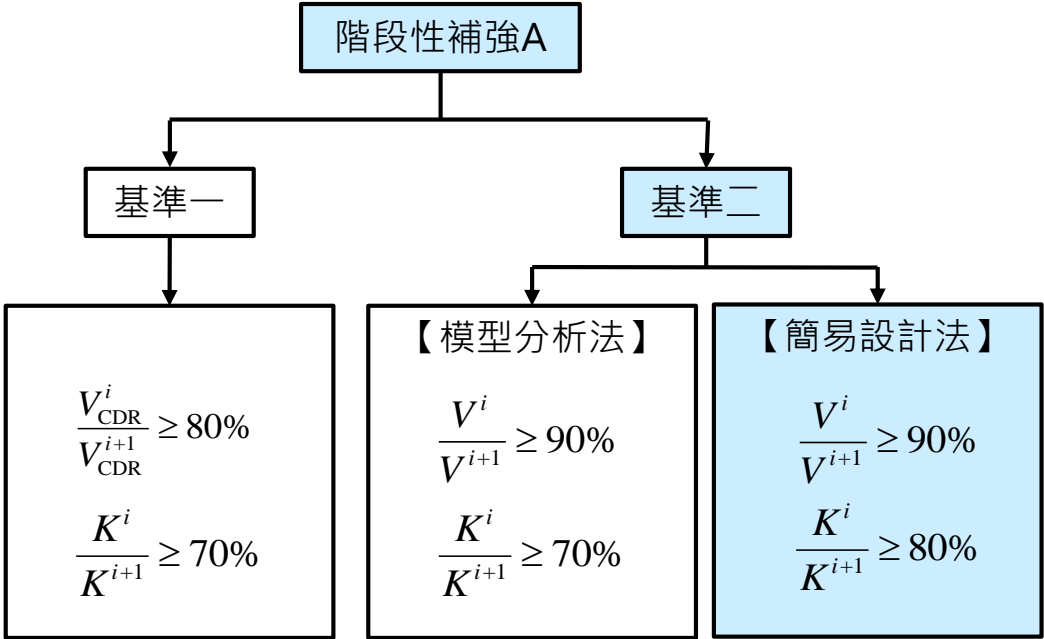 階段性補強A
基準一
基準二
V^i_CDR / V^{i+1}_CDR ≥ 80%
K^i / K^{i+1} ≥ 70%
【模型分析法】
V^i / V^{i+1} ≥ 90%
K^i / K^{i+1} ≥ 70%
【簡易設計法】
V^i / V^{i+1} ≥ 90%
K^i / K^{i+1} ≥ 80%